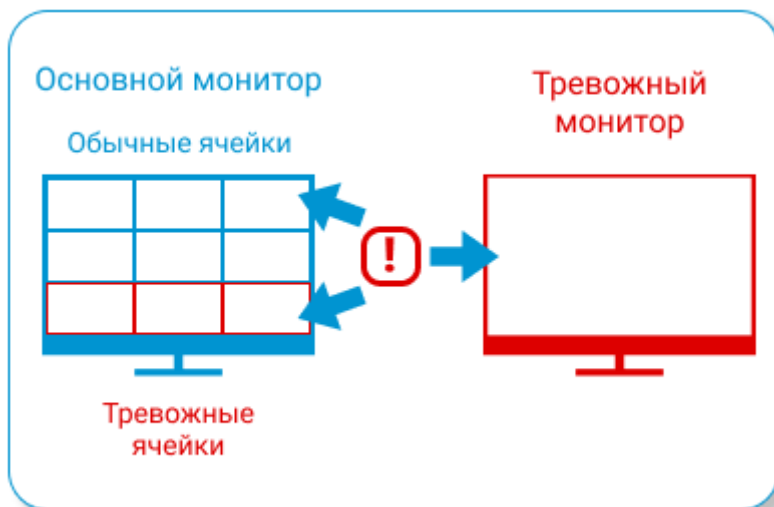 Основной монитор
Обычные ячейки
Тревожные
ячейки
!
Тревожный
монитор